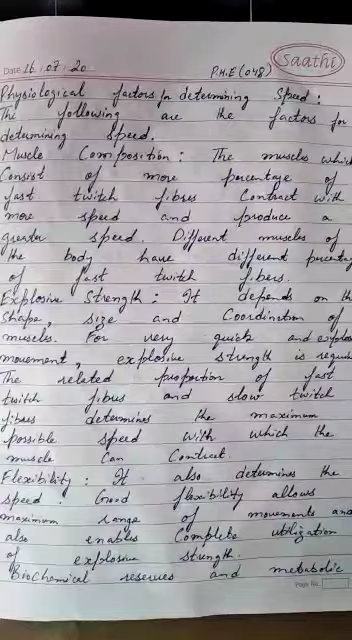 Saathi
Date 16 / 07 / 20 P.H.E (048)
Physiological factors for determining Speed:
The following are the factors for
determining speed.
Muscle Composition: The muscles which
Consist of more percentage of
fast twitch fibres Contract with
more speed and produce a
greater speed. Different muscles of
the body have different percentag
of fast twitch fibers.
Explosive Strength: It depends on th
Shape, size and Coordination of
muscles. For very quick and explos
movement, explosive strength is requir
The related proportion of fast
twitch fibres and slow twitch
fibres determines the maximum
possible speed with which the
muscle Can Contract.
Flexibility: It also determines the
speed. Good flexibility allows
maximum range of movements and
also enables Complete utilization
of explosive strength.
BioChemical reserves and metabolic
Page No.